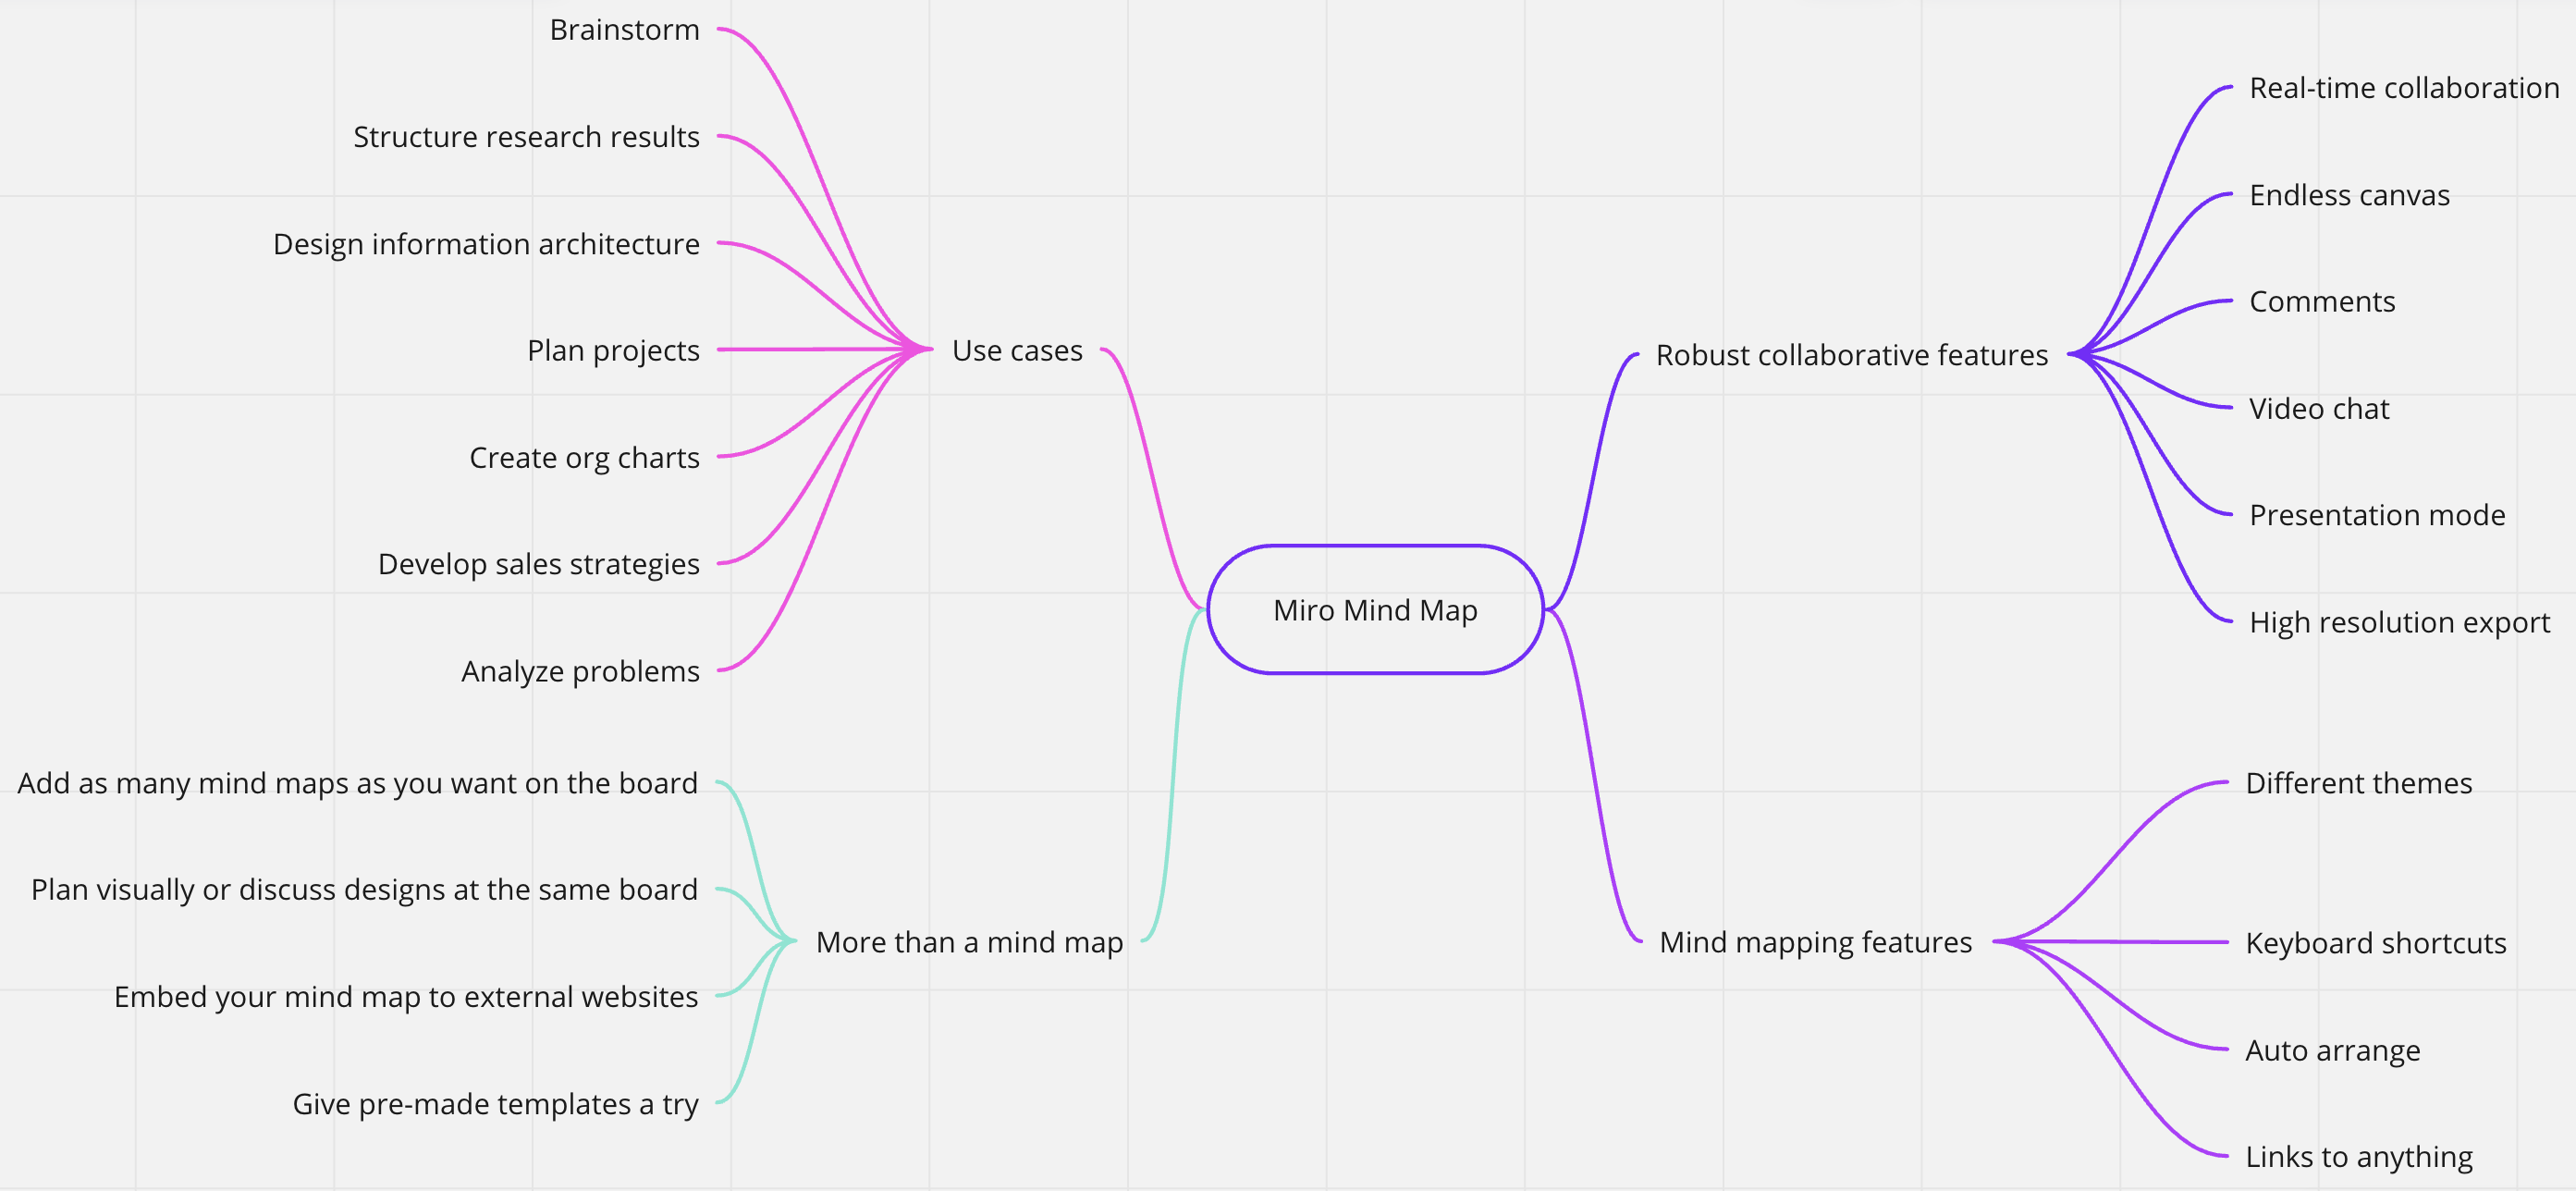 Brainstorm
Structure research results
Design information architecture
Plan projects
Create org charts
Develop sales strategies
Analyze problems
Use cases
Add as many mind maps as you want on the board
Plan visually or discuss designs at the same board
Embed your mind map to external websites
Give pre-made templates a try
More than a mind map
Miro Mind Map
Robust collaborative features
Real-time collaboration
Endless canvas
Comments
Video chat
Presentation mode
High resolution export
Mind mapping features
Different themes
Keyboard shortcuts
Auto arrange
Links to anything